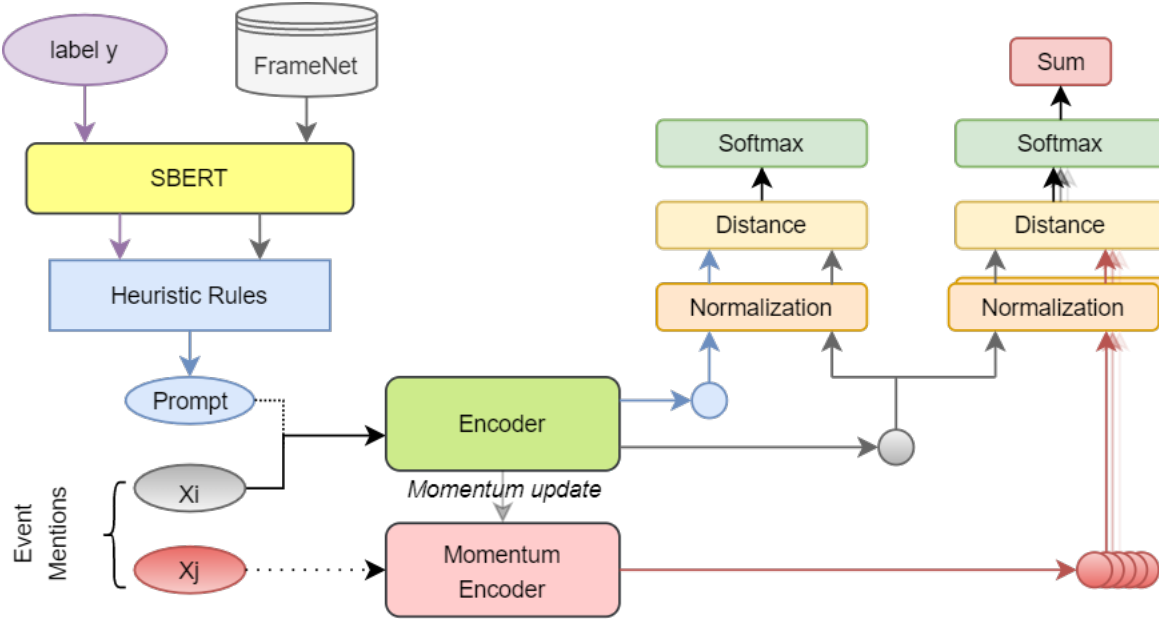 label y
FrameNet
Sum
Softmax
Softmax
SBERT
Distance
Distance
Heuristic Rules
Normalization
Normalization
Prompt
Encoder
Xi
Momentum update
Event
Mentions
Xj
Momentum
Encoder